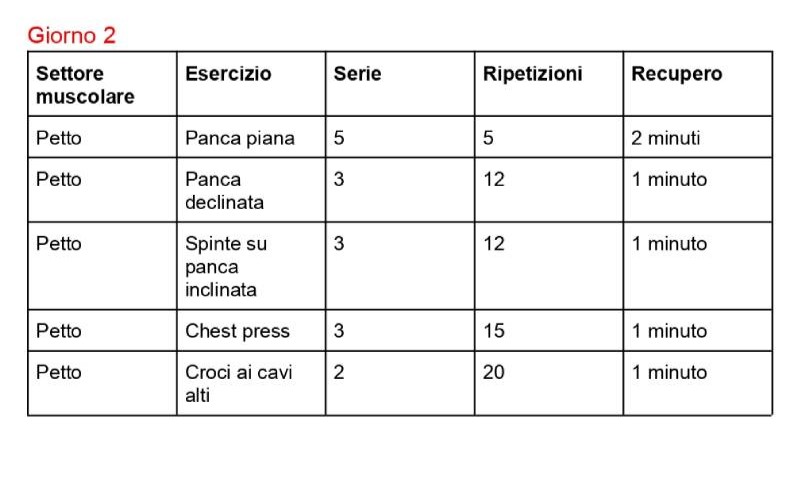 Giorno 2
Settore muscolare Esercizio Serie Ripetizioni Recupero
Petto Panca piana 5 5 2 minuti
Petto Panca declinata 3 12 1 minuto
Petto Spinte su panca inclinata 3 12 1 minuto
Petto Chest press 3 15 1 minuto
Petto Croci ai cavi alti 2 20 1 minuto